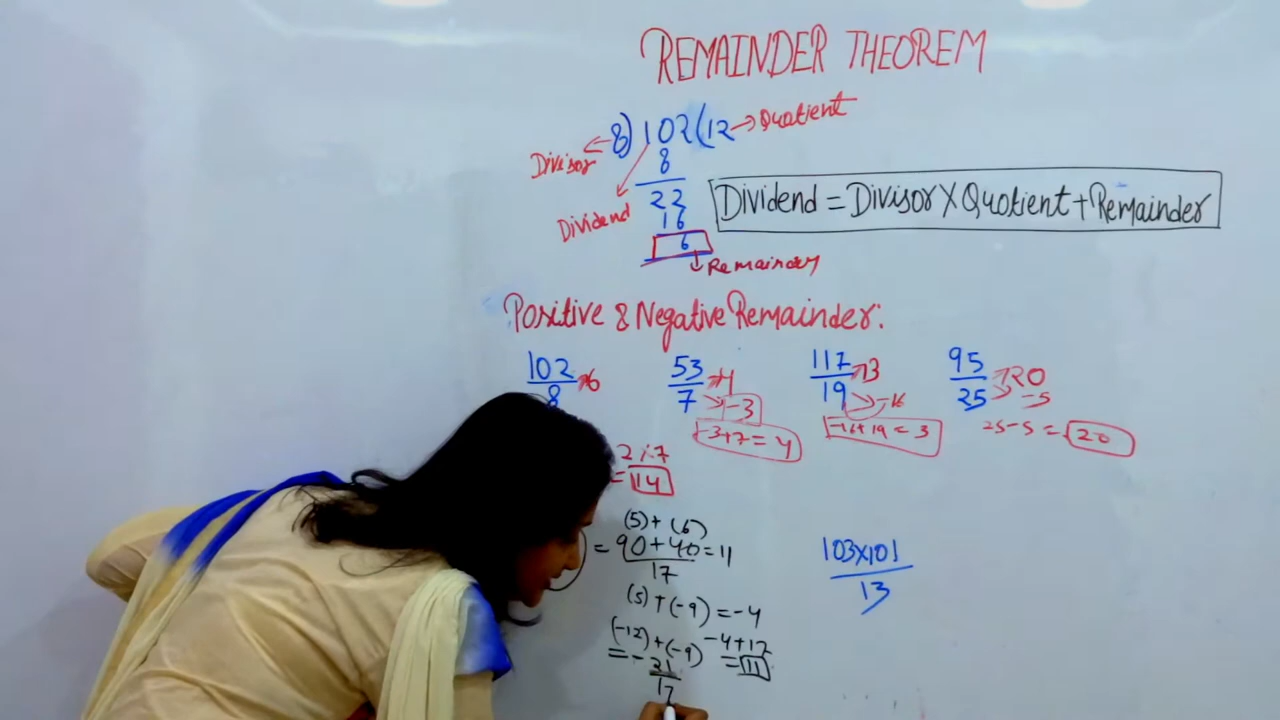 REMAINDER THEOREM
8) 102 (12 → Quotient
Divisor
8
22
Dividend
16
6
Remainder
Dividend = Divisor X Quotient + Remainder
Positive & Negative Remainder:
102/8 → 6
53/7 → 4
→ -3
-3+7 = 4
117/19 → 3
→ -16
-16+19 = 3
95/25 → 20
→ -5
25-5 = 20
= 14
(5) + (6)
= 90+40/17 = 11
(5) + (-9) = -4
(-12) + (-9)
-4+17
= 11
= -21/17
103x101/13